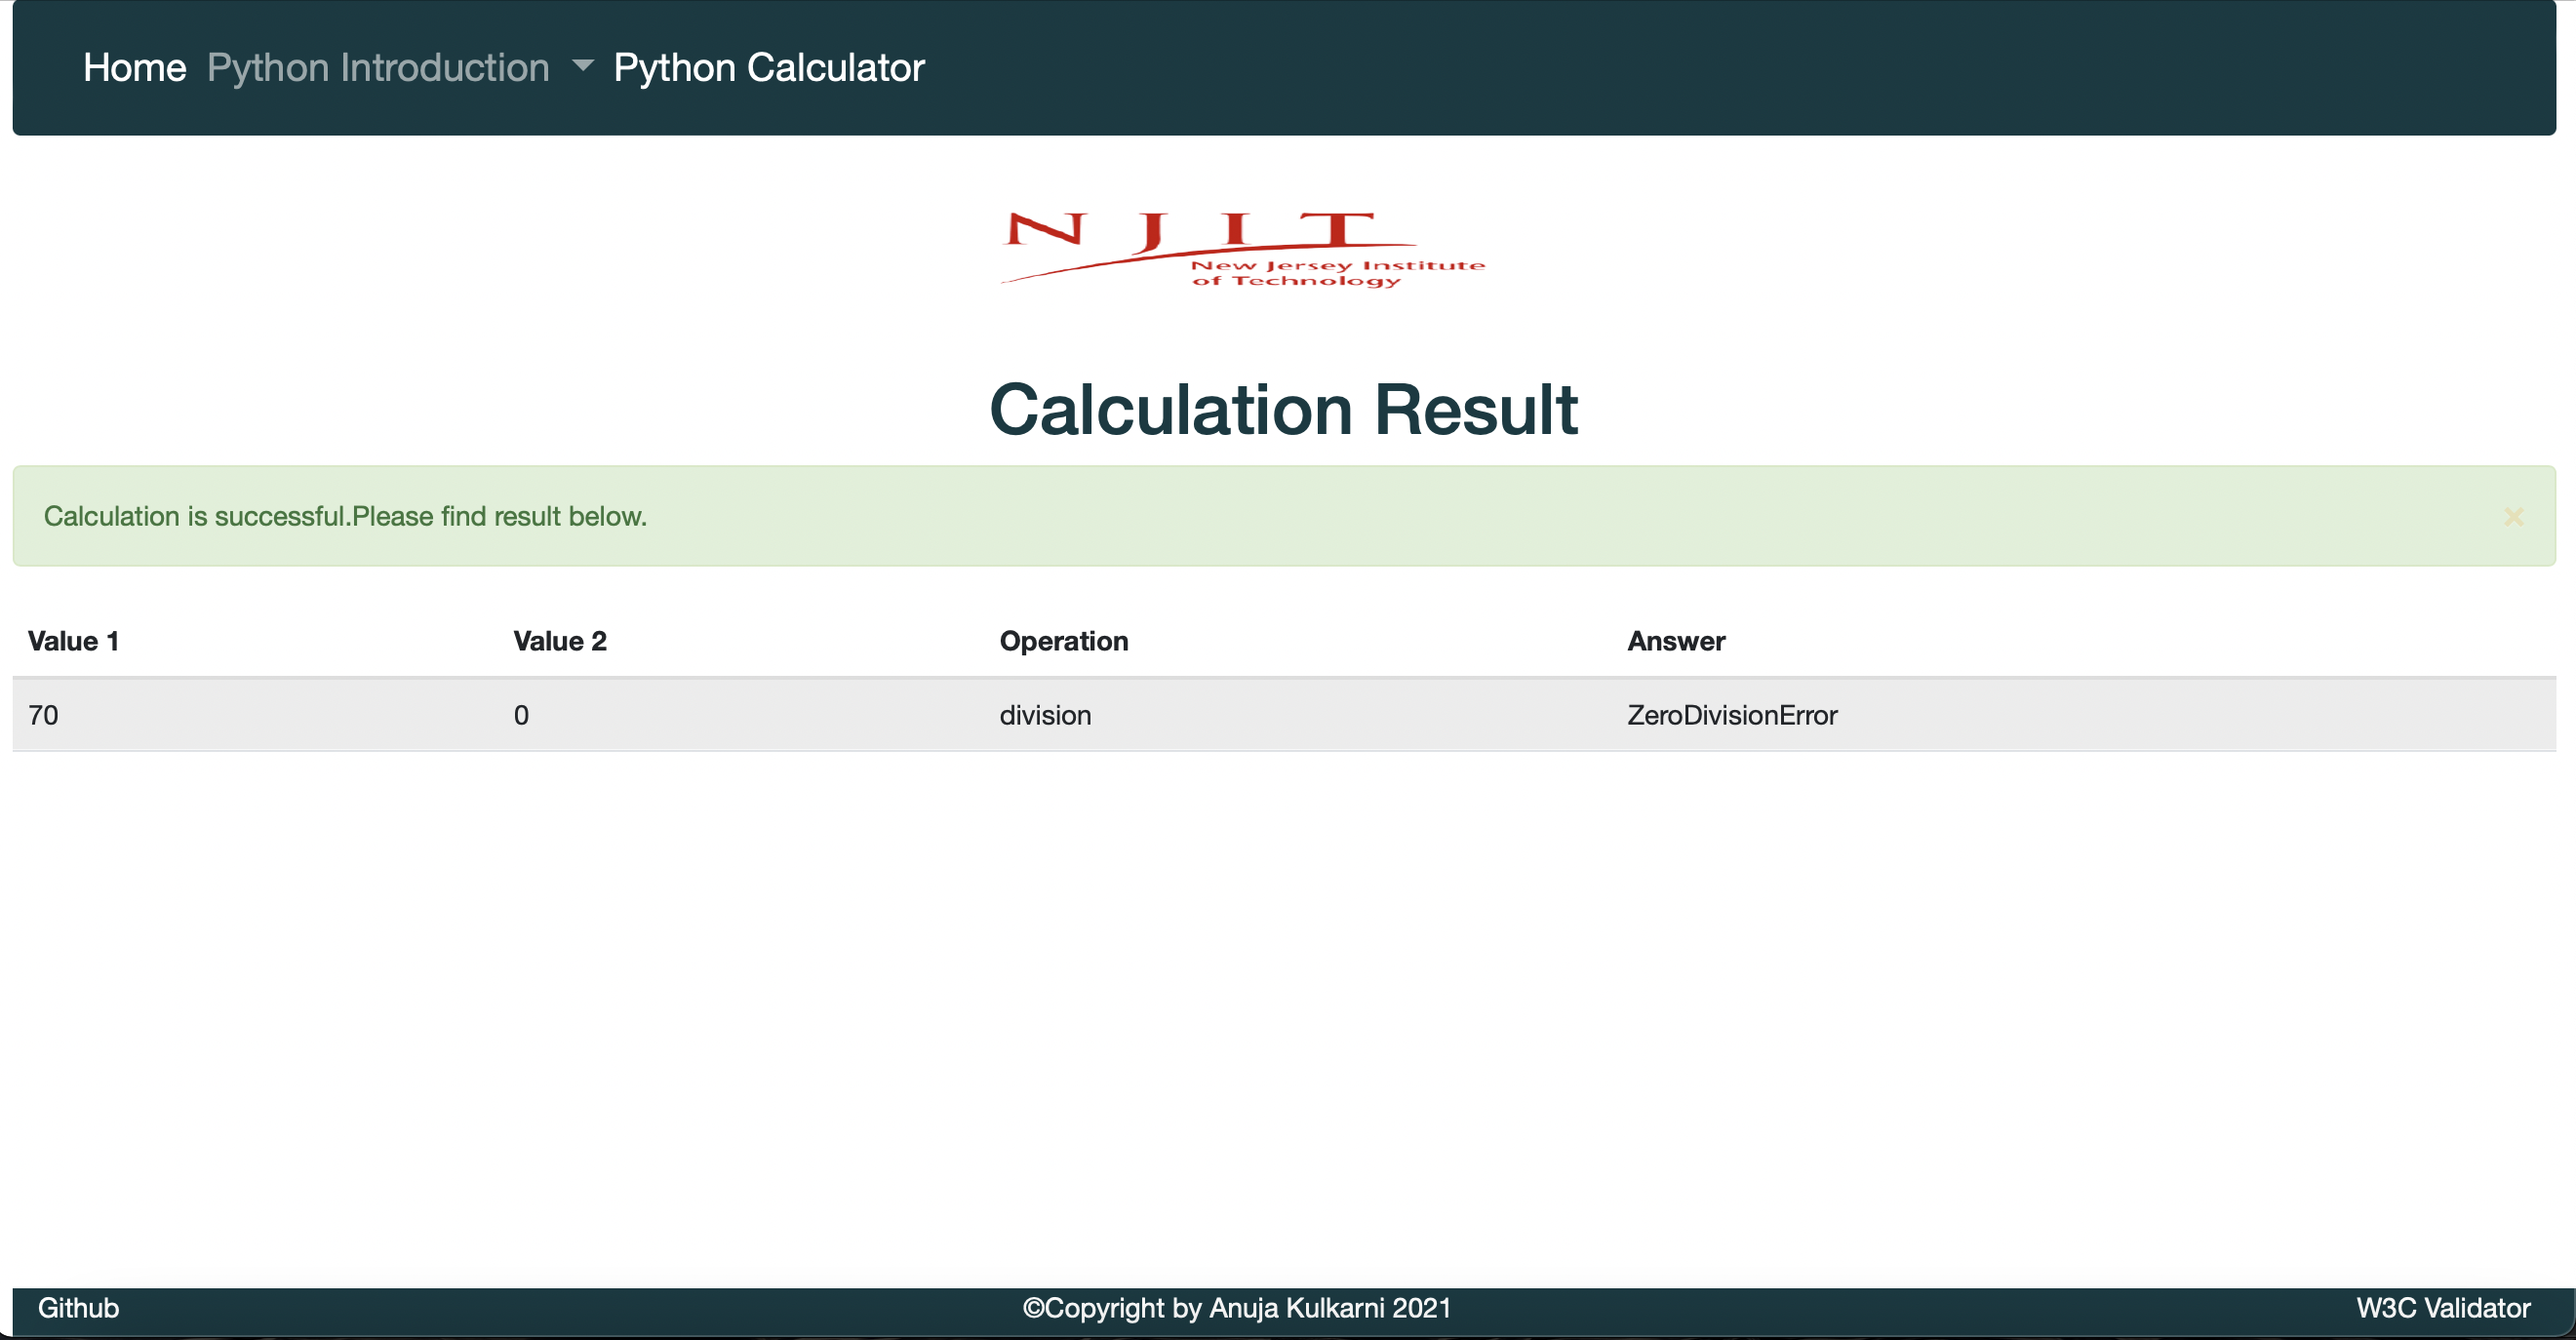 Home Python Introduction Python Calculator
N J I T
New Jersey Institute
of Technology
Calculation Result
Calculation is successful.Please find result below. ×
Value 1 Value 2 Operation Answer
70 0 division ZeroDivisionError
Github ©Copyright by Anuja Kulkarni 2021 W3C Validator